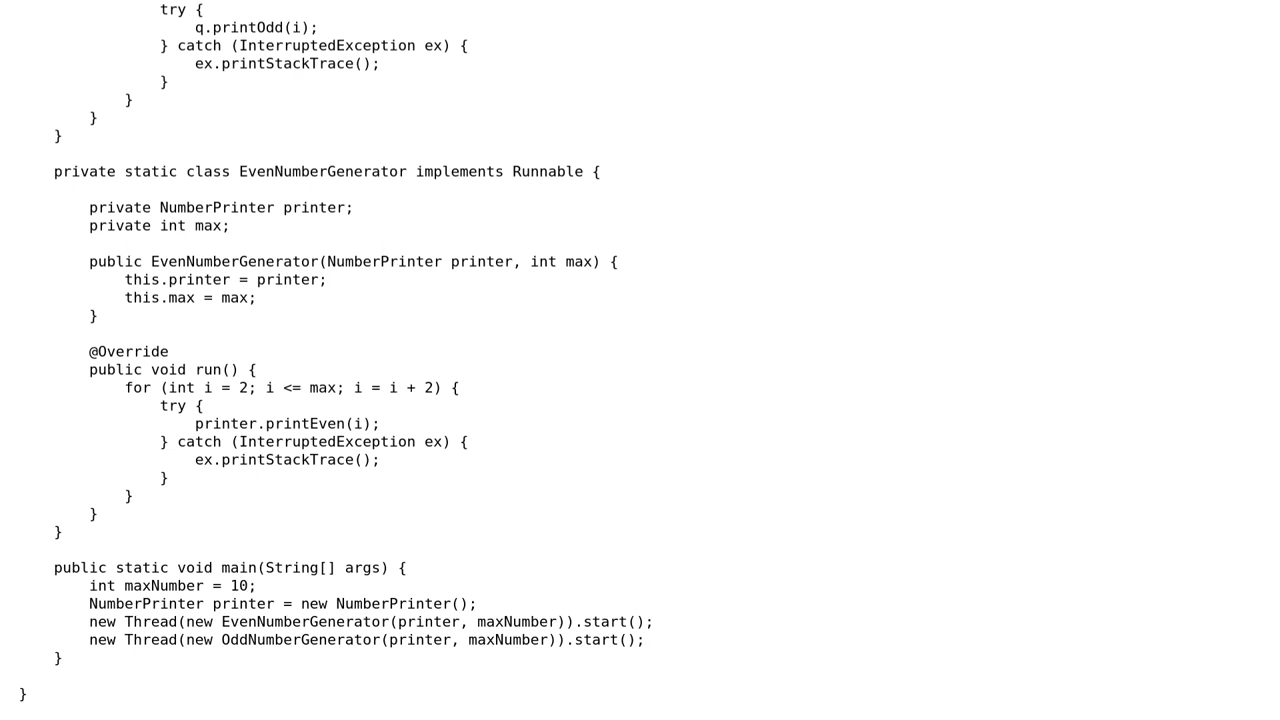 try {
q.printOdd(i);
} catch (InterruptedException ex) {
ex.printStackTrace();
}
}
}
}
private static class EvenNumberGenerator implements Runnable {
private NumberPrinter printer;
private int max;
public EvenNumberGenerator(NumberPrinter printer, int max) {
this.printer = printer;
this.max = max;
}
@Override
public void run() {
for (int i = 2; i <= max; i = i + 2) {
try {
printer.printEven(i);
} catch (InterruptedException ex) {
ex.printStackTrace();
}
}
}
}
public static void main(String[] args) {
int maxNumber = 10;
NumberPrinter printer = new NumberPrinter();
new Thread(new EvenNumberGenerator(printer, maxNumber)).start();
new Thread(new OddNumberGenerator(printer, maxNumber)).start();
}
}